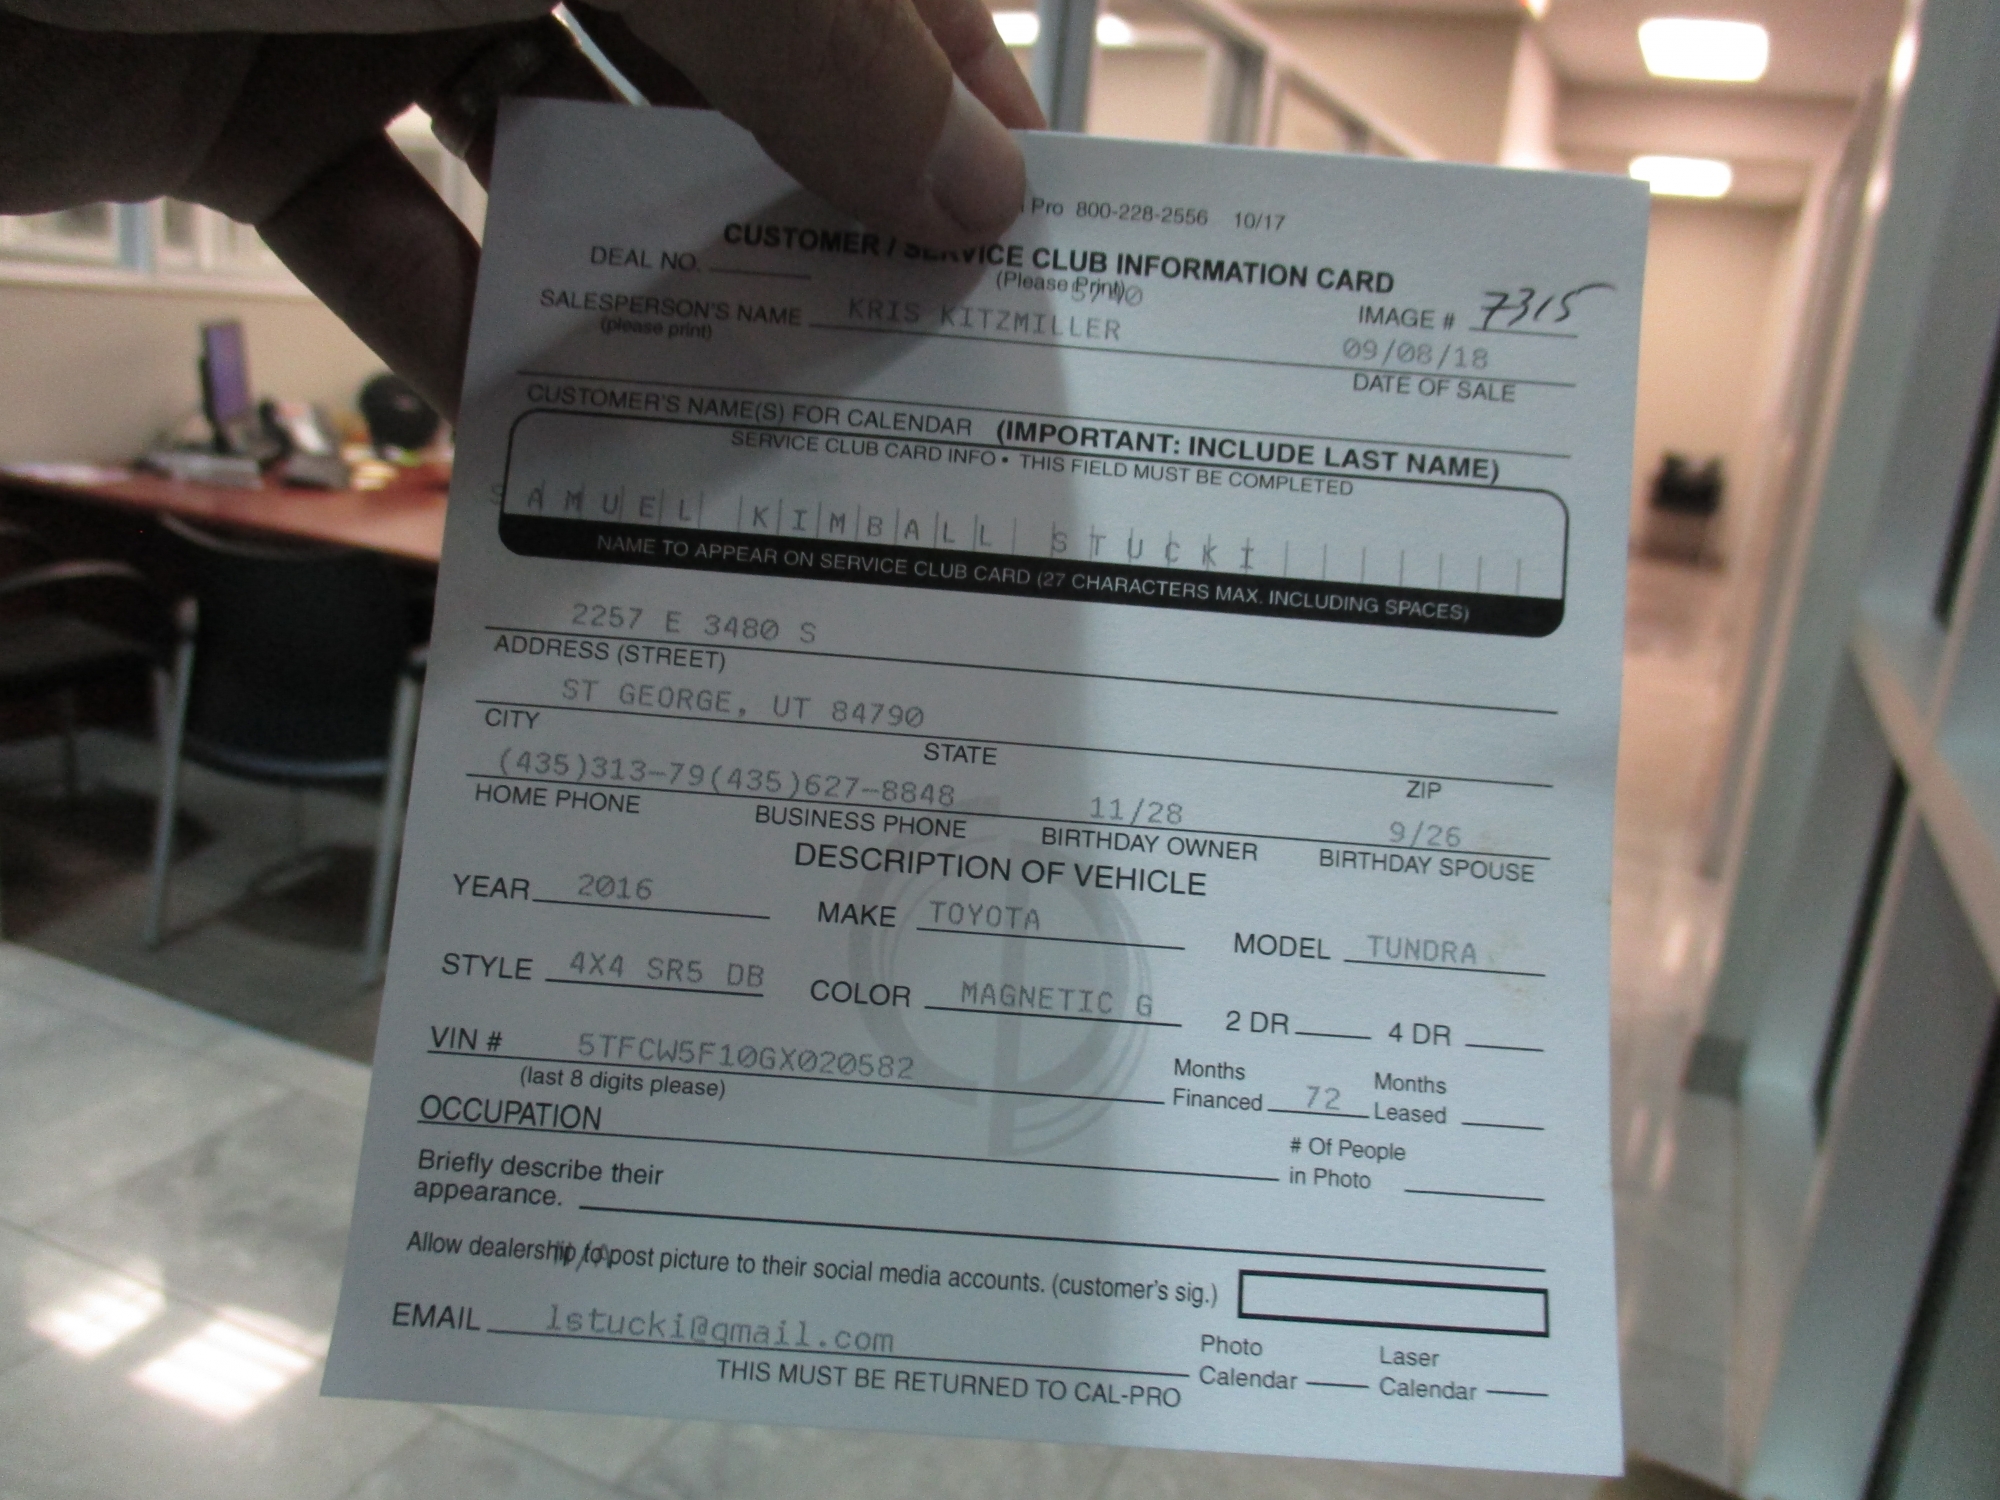 Pro 800-228-2556 10/17
CUSTOMER / SERVICE CLUB INFORMATION CARD
DEAL NO.
(Please Print)
IMAGE # 7315
SALESPERSON'S NAME KRIS KITZMILLER
(please print)
09/08/18
DATE OF SALE
CUSTOMER'S NAME(S) FOR CALENDAR (IMPORTANT: INCLUDE LAST NAME)
SERVICE CLUB CARD INFO • THIS FIELD MUST BE COMPLETED
SAMUEL KIMBALL STUCKI
NAME TO APPEAR ON SERVICE CLUB CARD (27 CHARACTERS MAX. INCLUDING SPACES)
2257 E 3480 S
ADDRESS (STREET)
ST GEORGE, UT 84790
CITY STATE ZIP
(435)313-79(435)627-8848 11/28 9/26
HOME PHONE BUSINESS PHONE BIRTHDAY OWNER BIRTHDAY SPOUSE
DESCRIPTION OF VEHICLE
YEAR 2016 MAKE TOYOTA MODEL TUNDRA
STYLE 4X4 SR5 DB COLOR MAGNETIC G 2 DR 4 DR
VIN # 5TFCW5F10GX020582
(last 8 digits please)
Months Financed 72 Months Leased
OCCUPATION
# Of People in Photo
Briefly describe their
appearance.
Allow dealership to post picture to their social media accounts. (customer's sig.)
EMAIL lstucki@gmail.com
Photo Calendar Laser Calendar
THIS MUST BE RETURNED TO CAL-PRO